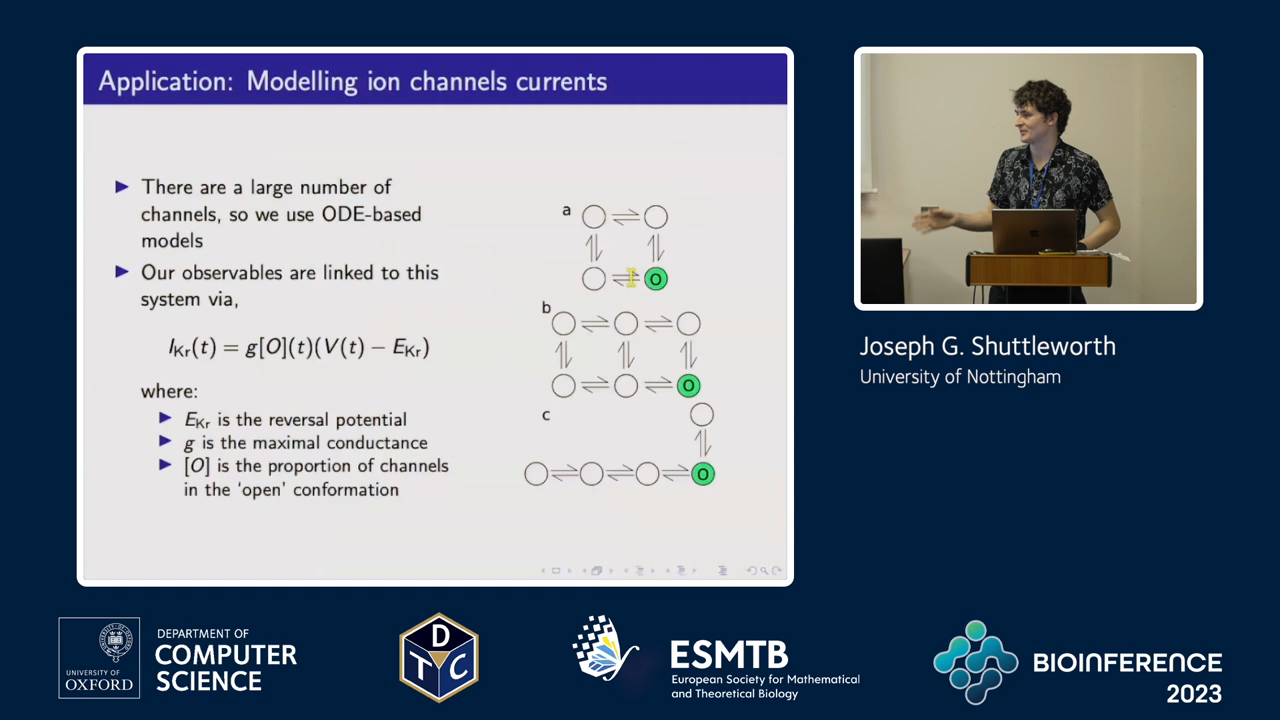 Application: Modelling ion channels currents
There are a large number of
channels, so we use ODE-based
models
Our observables are linked to this
system via,
I_Kr(t) = g[O](t)(V(t) − E_Kr)
where:
E_Kr is the reversal potential
g is the maximal conductance
[O] is the proportion of channels
in the ‘open’ conformation
a
O
b
O
c
O
Joseph G. Shuttleworth
University of Nottingham
UNIVERSITY OF
OXFORD
DEPARTMENT OF
COMPUTER
SCIENCE
D
T C
ESMTB
European Society for Mathematical
and Theoretical Biology
BIOINFERENCE
2023